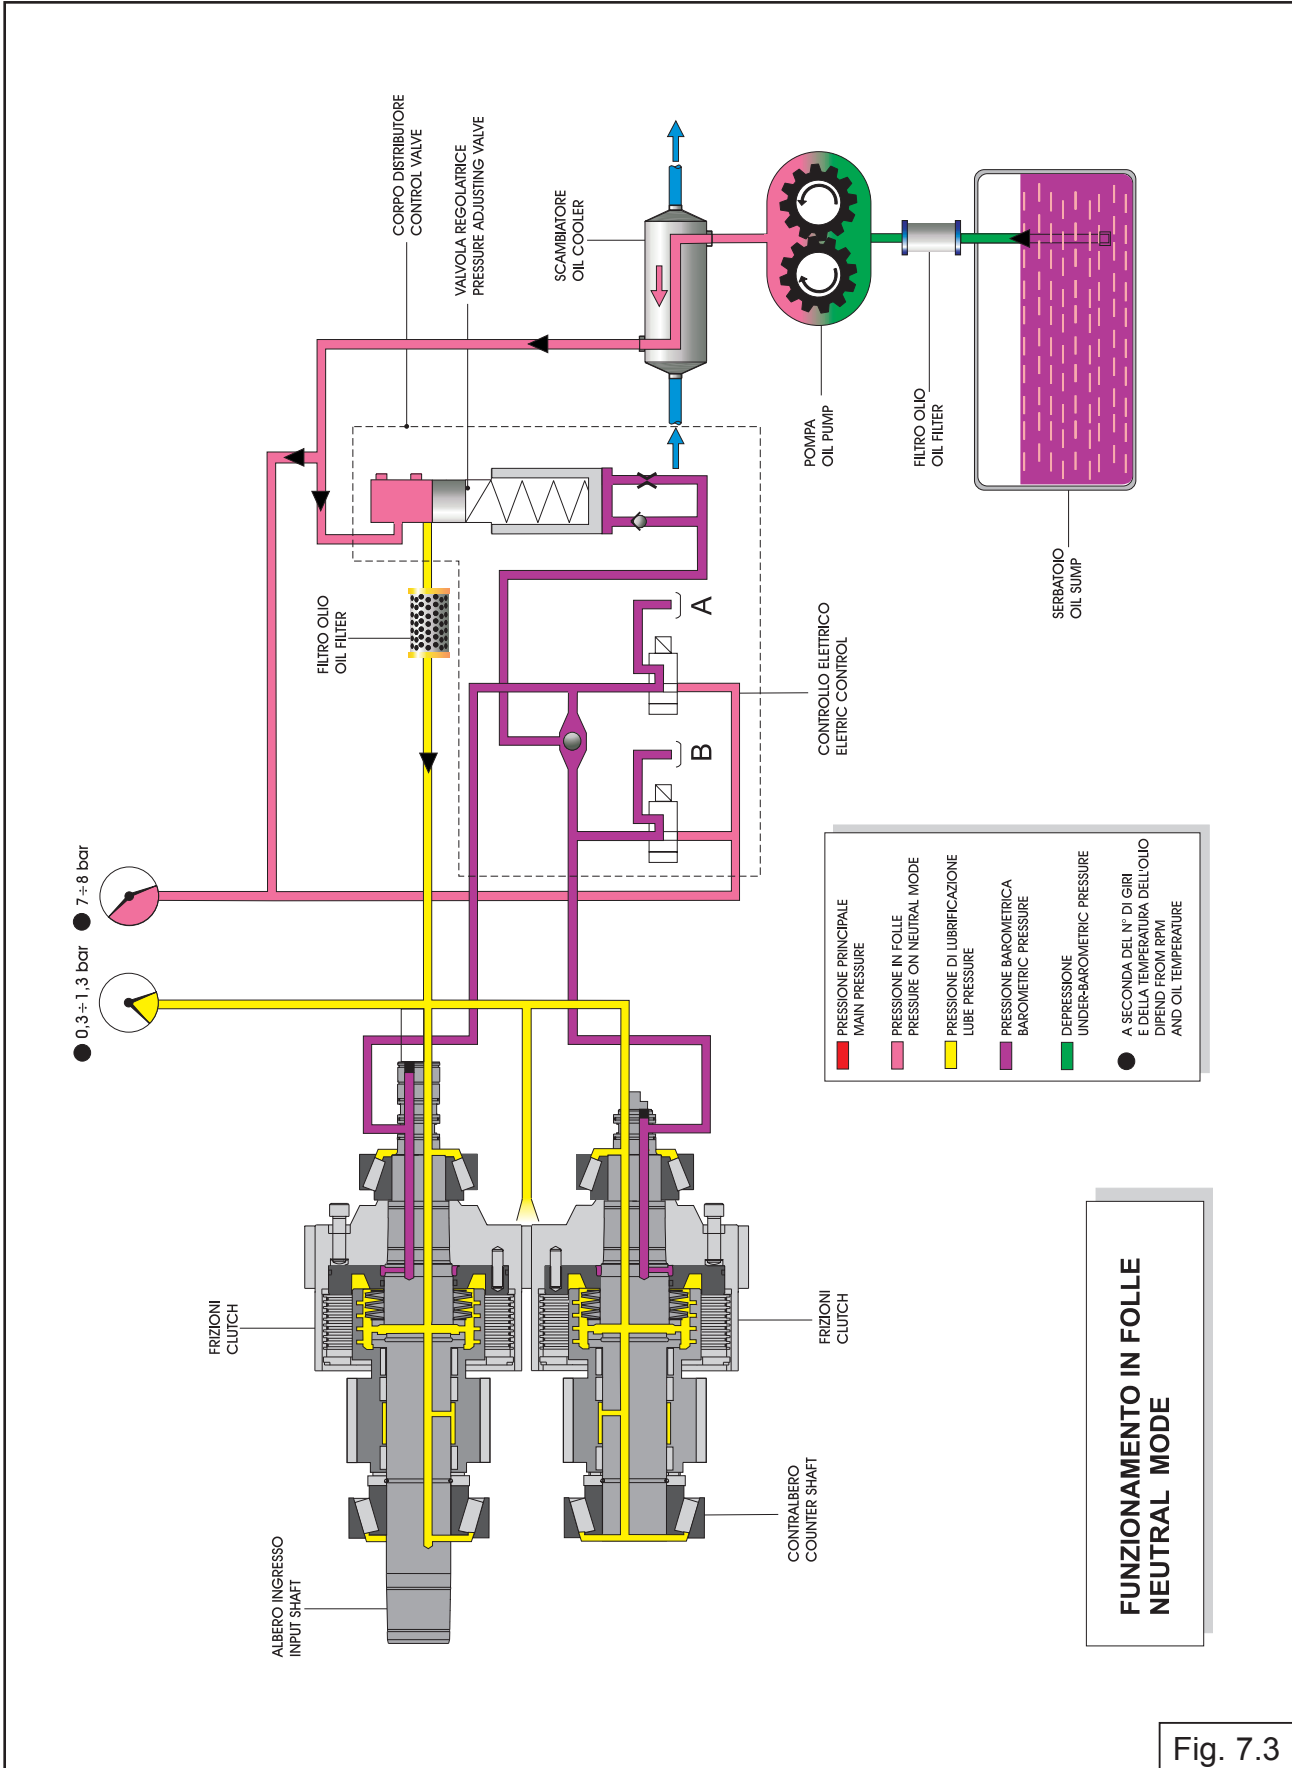 CORPO DISTRIBUTORE
CONTROL VALVE
VALVOLA REGOLATRICE
PRESSURE ADJUSTING VALVE
SCAMBIATORE
OIL COOLER
POMPA
OIL PUMP
FILTRO OLIO
OIL FILTER
SERBATOIO
OIL SUMP
FILTRO OLIO
OIL FILTER
A
B
CONTROLLO ELETTRICO
ELETRIC CONTROL
7÷8 bar
0,3÷1,3 bar
PRESSIONE PRINCIPALE
MAIN PRESSURE
PRESSIONE IN FOLLE
PRESSURE ON NEUTRAL MODE
PRESSIONE DI LUBRIFICAZIONE
LUBE PRESSURE
PRESSIONE BAROMETRICA
BAROMETRIC PRESSURE
DEPRESSIONE
UNDER-BAROMETRIC PRESSURE
A SECONDA DEL N° DI GIRI
E DELLA TEMPERATURA DELL'OLIO
DIPEND FROM RPM
AND OIL TEMPERATURE
FRIZIONI
CLUTCH
FRIZIONI
CLUTCH
ALBERO INGRESSO
INPUT SHAFT
CONTRALBERO
COUNTER SHAFT
FUNZIONAMENTO IN FOLLE
NEUTRAL MODE
Fig. 7.3